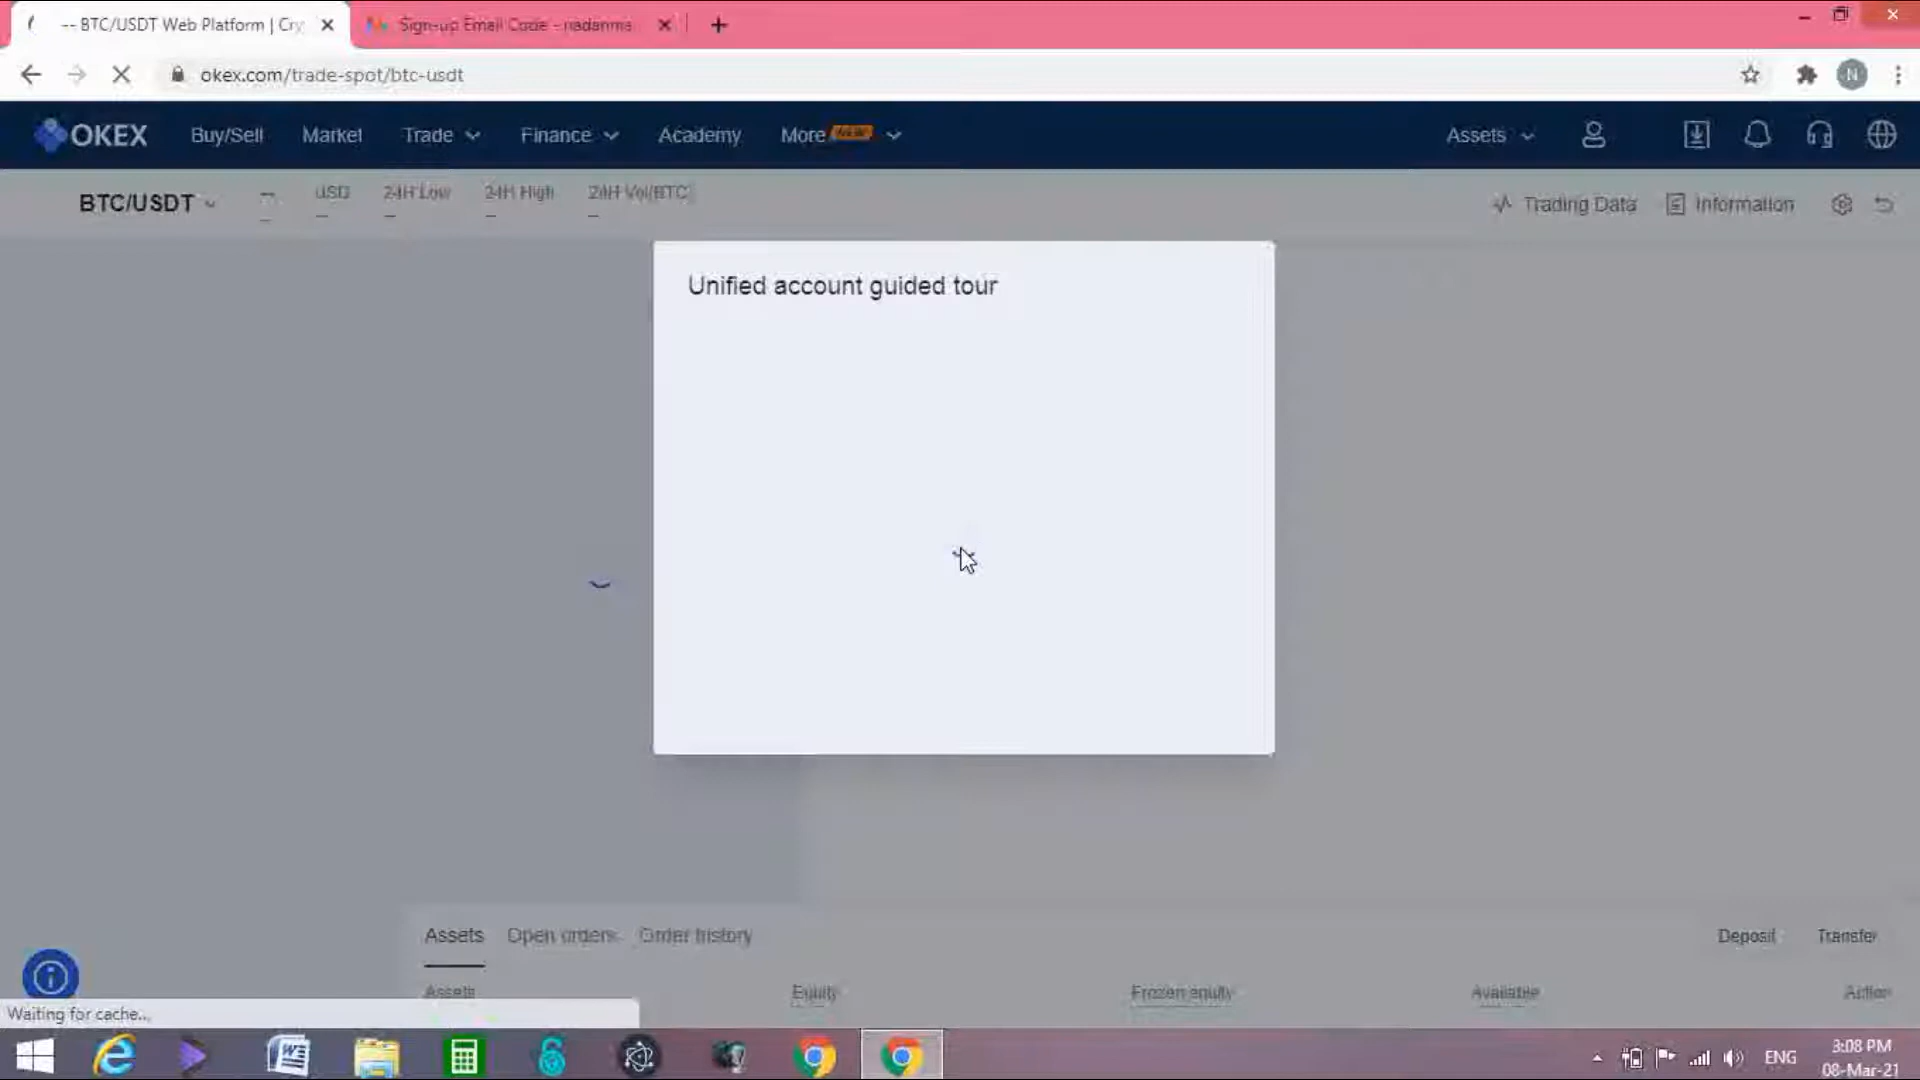 -- BTC/USDT Web Platform | Cry
Sign-up Email Code - nadanma
okex.com/trade-spot/btc-usdt
N
OKEX
Buy/Sell
Market
Trade
Finance
Academy
More
NEW
Assets
BTC/USDT
--
USD
24H Low
24H High
24H Vol(BTC)
Trading Data
Information
Unified account guided tour
Assets
Open orders
Order history
Deposit
Transfer
Assets
Equity
Frozen equity
Available
Action
Waiting for cache...
ENG
3:08 PM
08-Mar-21